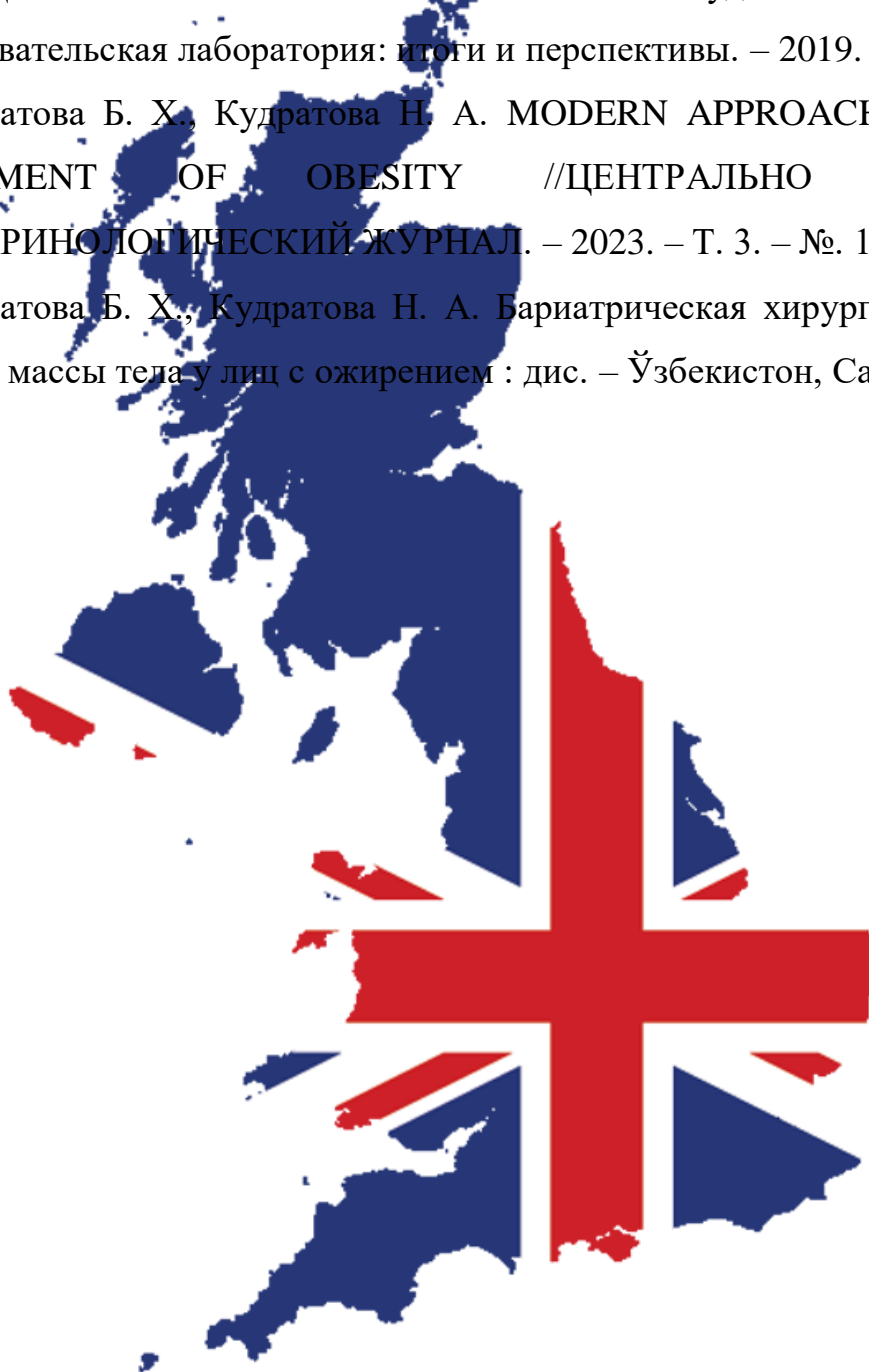 вательская лаборатория: итоги и перспективы. – 2019.
атова Б. Х., Кудратова Н. А. MODERN APPROACH
MENT OF OBESITY //ЦЕНТРАЛЬНО
РИНОЛОГИЧЕСКИЙ ЖУРНАЛ. – 2023. – Т. 3. – №. 1
атова Б. Х., Кудратова Н. А. Бариатрическая хирург
массы тела у лиц с ожирением : дис. – Ўзбекистон, Са